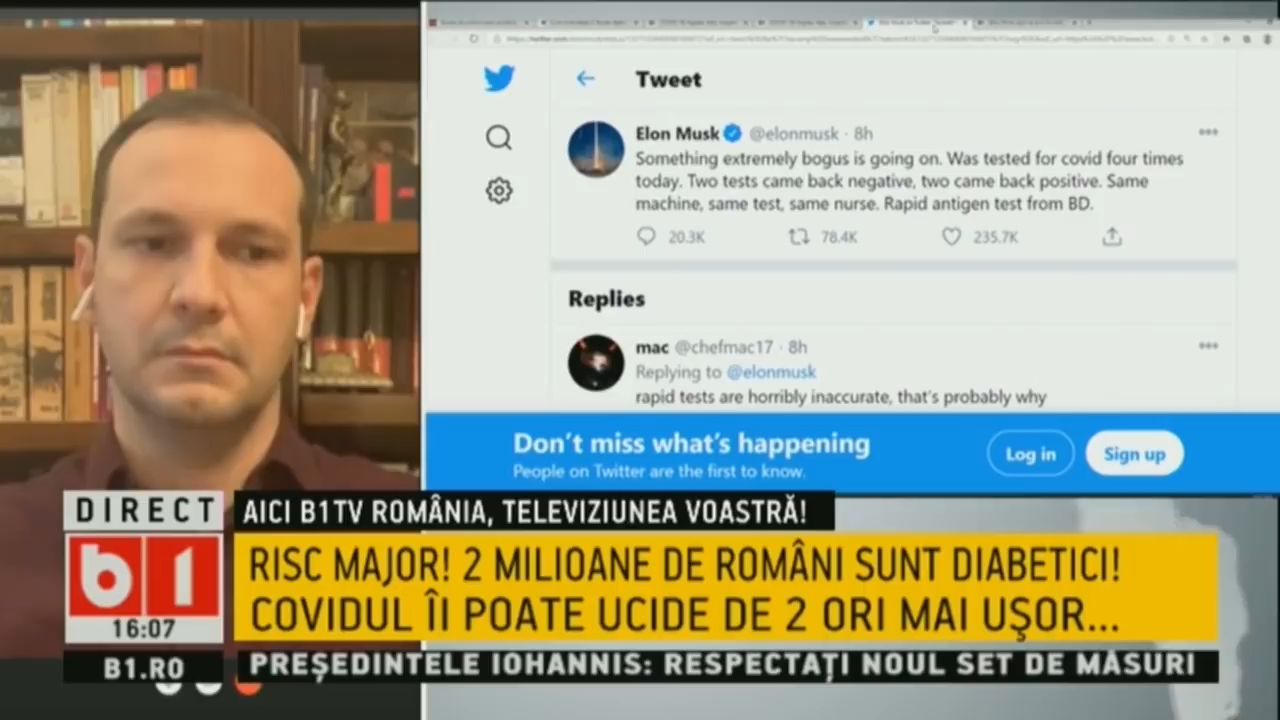 Tweet
Elon Musk @elonmusk · 8h
Something extremely bogus is going on. Was tested for covid four times
today. Two tests came back negative, two came back positive. Same
machine, same test, same nurse. Rapid antigen test from BD.
20.3K 78.4K 235.7K
Replies
mac @chefmac17 · 8h
Replying to @elonmusk
rapid tests are horribly inaccurate, that's probably why
Don't miss what's happening
People on Twitter are the first to know.
Log in Sign up
DIRECT
AICI B1TV ROMÂNIA, TELEVIZIUNEA VOASTRĂ!
b1
16:07
RISC MAJOR! 2 MILIOANE DE ROMÂNI SUNT DIABETICI!
COVIDUL ÎI POATE UCIDE DE 2 ORI MAI UŞOR...
B1.RO
PREŞEDINTELE IOHANNIS: RESPECTAŢI NOUL SET DE MĂSURI